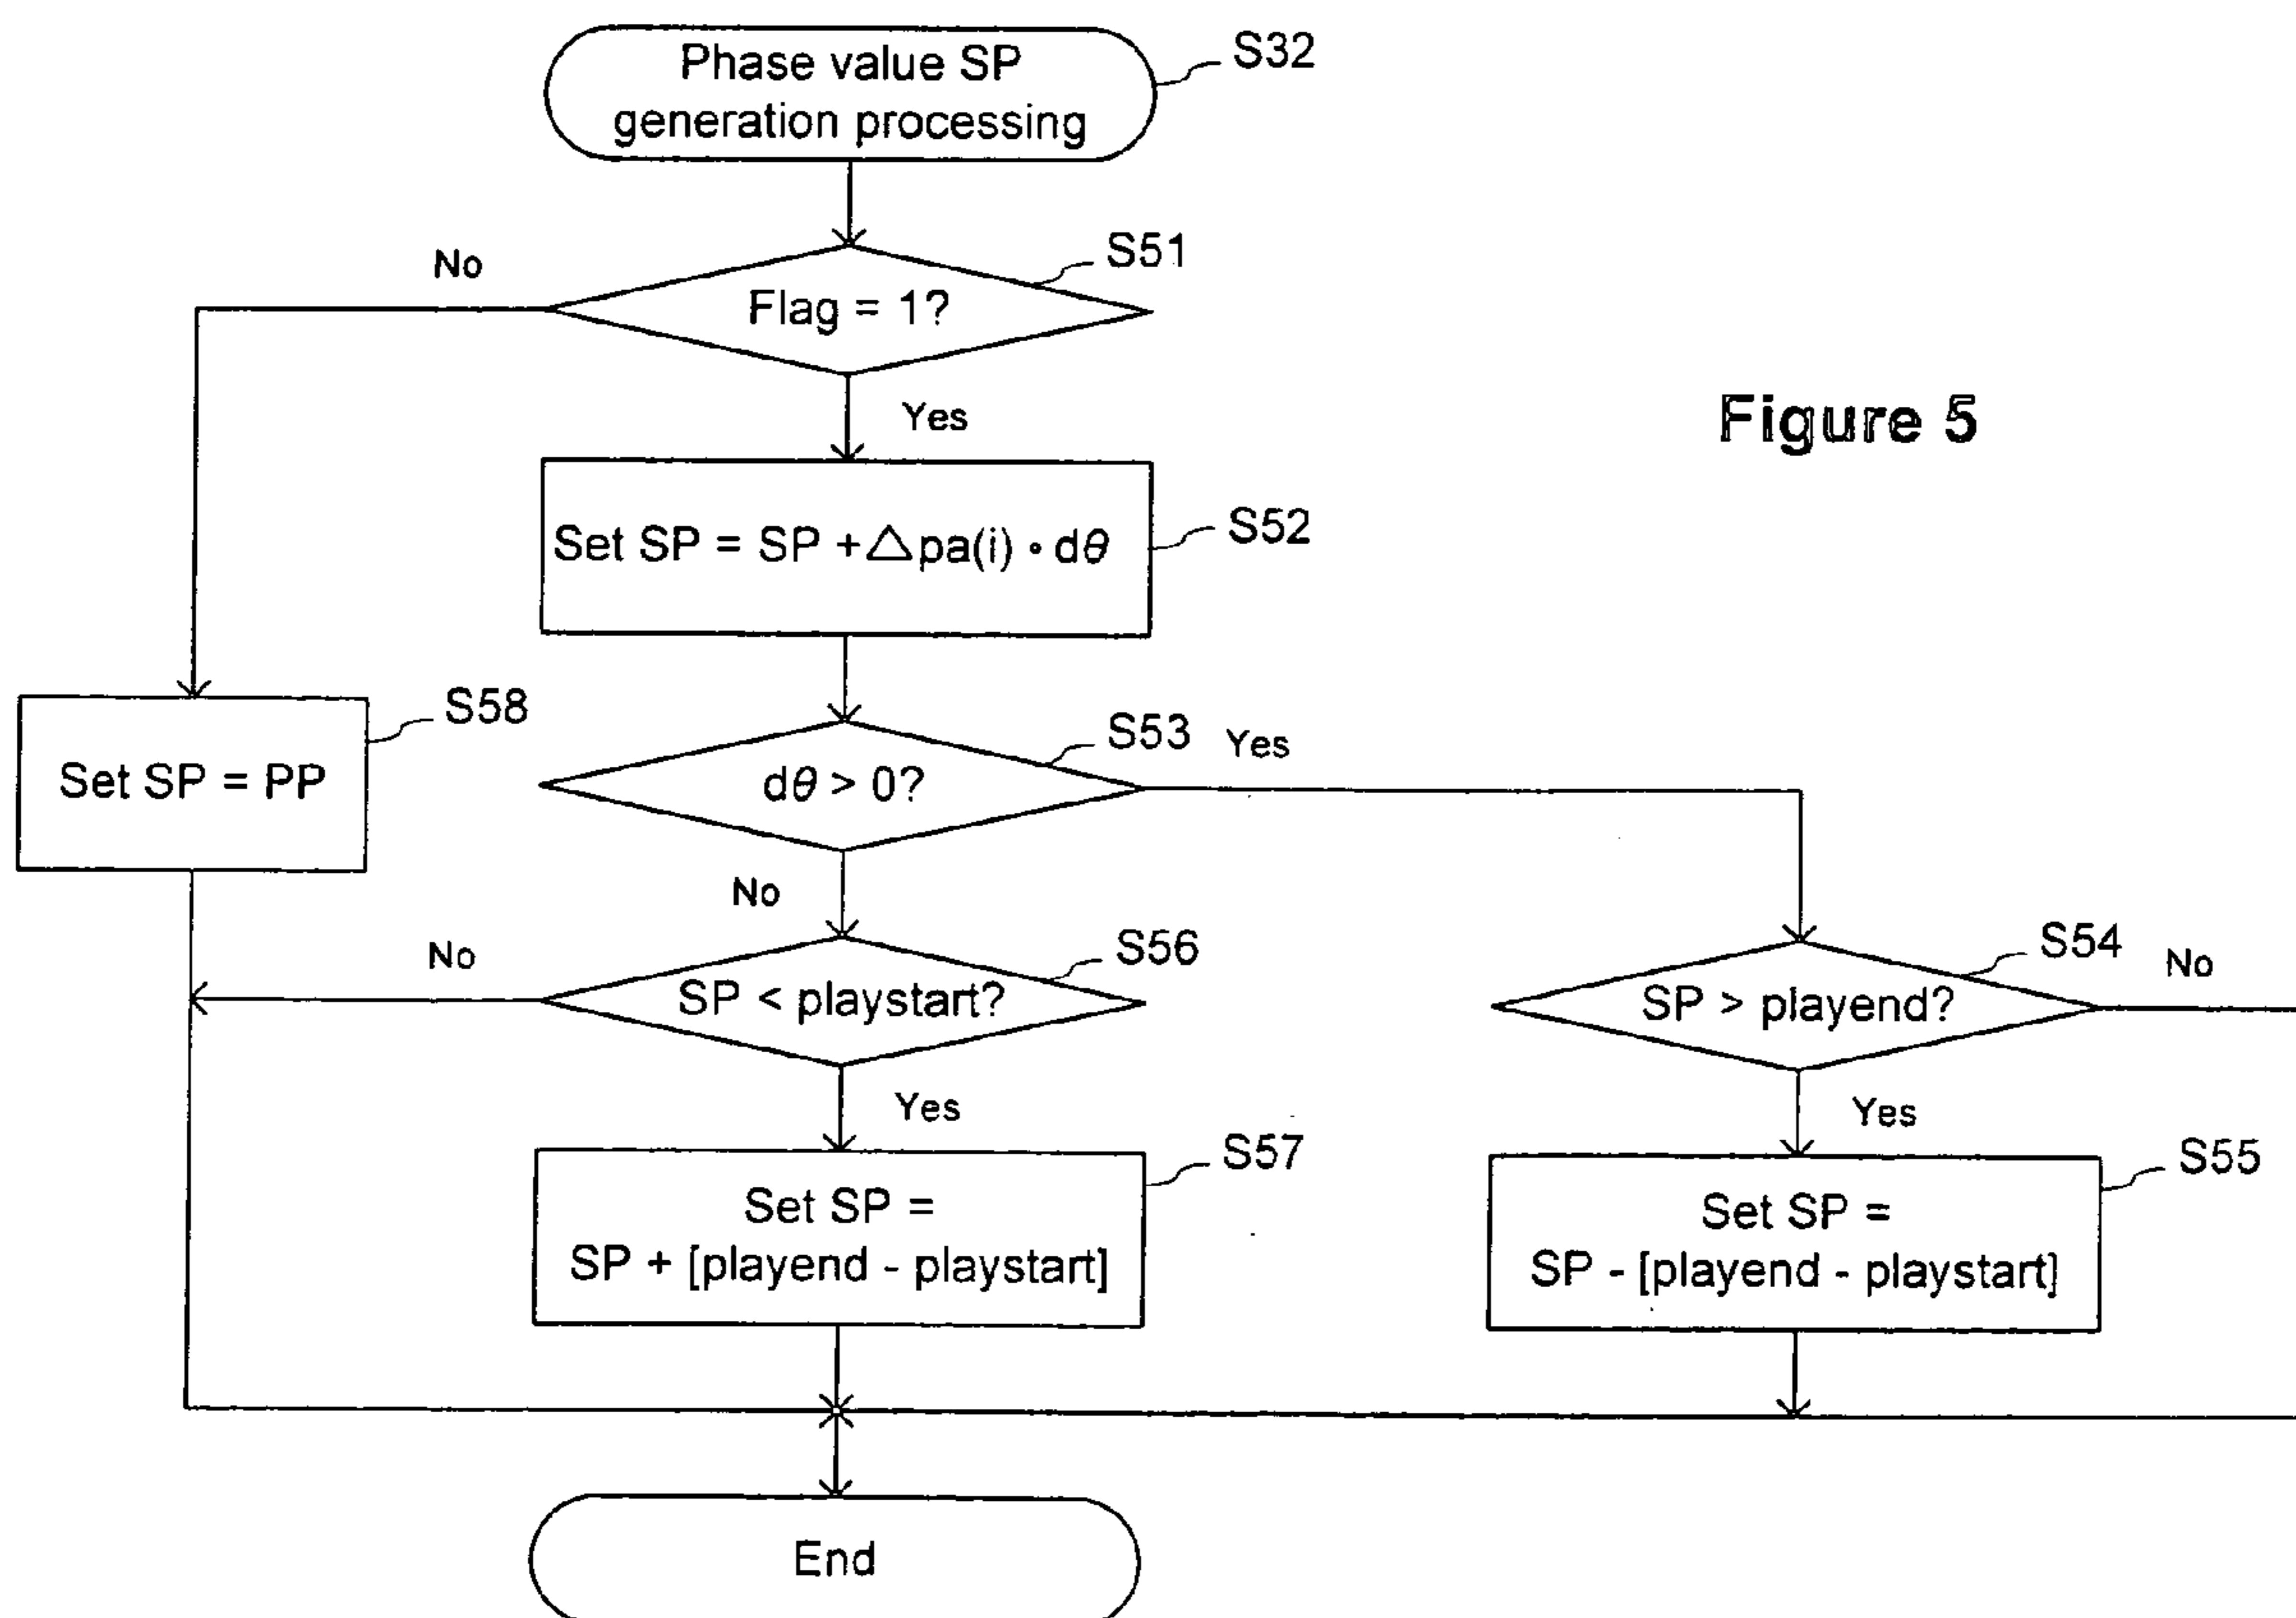 Phase value SP
generation processing
S32
No
S51
Flag = 1?
Yes
Figure 5
Set SP = SP + △pa(i) • dθ
S52
S58
Set SP = PP
S53
Yes
dθ > 0?
No
No
S56
SP < playstart?
S54
No
SP > playend?
Yes
Yes
S57
Set SP =
SP + [playend - playstart]
S55
Set SP =
SP - [playend - playstart]
End